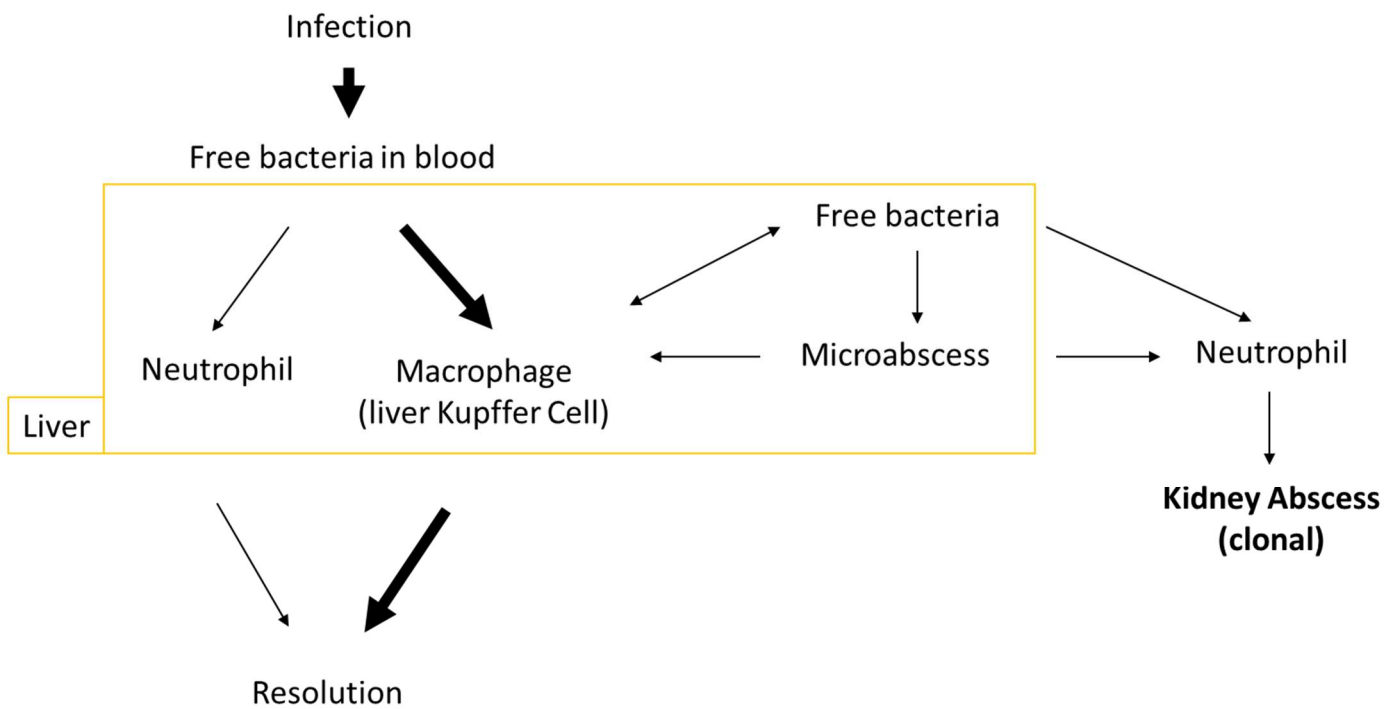 Infection
Free bacteria in blood
Free bacteria
Neutrophil
Macrophage
(liver Kupffer Cell)
Microabscess
Neutrophil
Liver
Kidney Abscess
(clonal)
Resolution